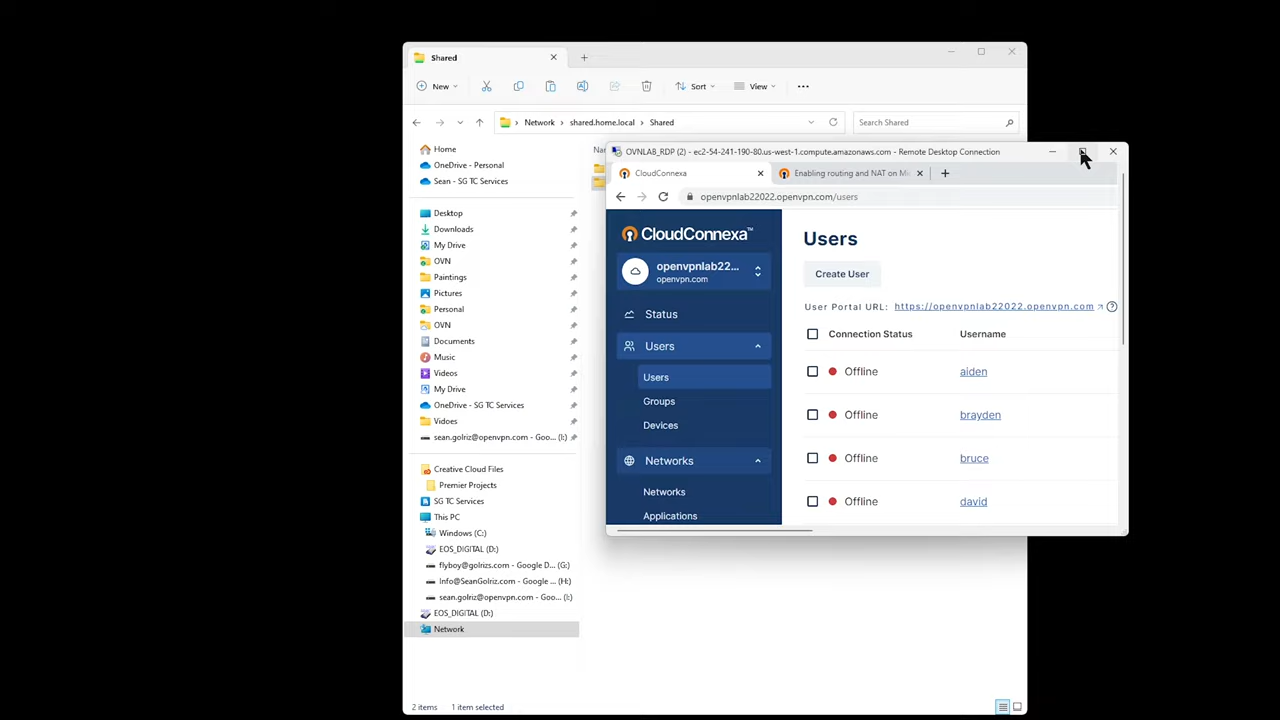 Shared
New
Sort
View
Network
shared.home.local
Shared
Search Shared
Home
OneDrive - Personal
Sean - SG TC Services
Desktop
Downloads
My Drive
OVN
Paintings
Pictures
Personal
OVN
Documents
Music
Videos
My Drive
OneDrive - SG TC Services
Vidoes
sean.golriz@openvpn.com - Goo... (I:)
Creative Cloud Files
Premier Projects
SG TC Services
This PC
Windows (C:)
EOS_DIGITAL (D:)
flyboy@golrizs.com - Google D... (G:)
Info@SeanGolriz.com - Google ... (H:)
sean.golriz@openvpn.com - Goo... (I:)
EOS_DIGITAL (D:)
Network
2 items
1 item selected
OVNLAB_RDP (2) - ec2-54-241-190-80.us-west-1.compute.amazonaws.com - Remote Desktop Connection
CloudConnexa
Enabling routing and NAT on Mi
openvpnlab22022.openvpn.com/users
CloudConnexa™
openvpnlab22...
openvpn.com
Status
Users
Users
Groups
Devices
Networks
Networks
Applications
Users
Create User
User Portal URL: https://openvpnlab22022.openvpn.com
Connection Status Username
Offline aiden
Offline brayden
Offline bruce
Offline david